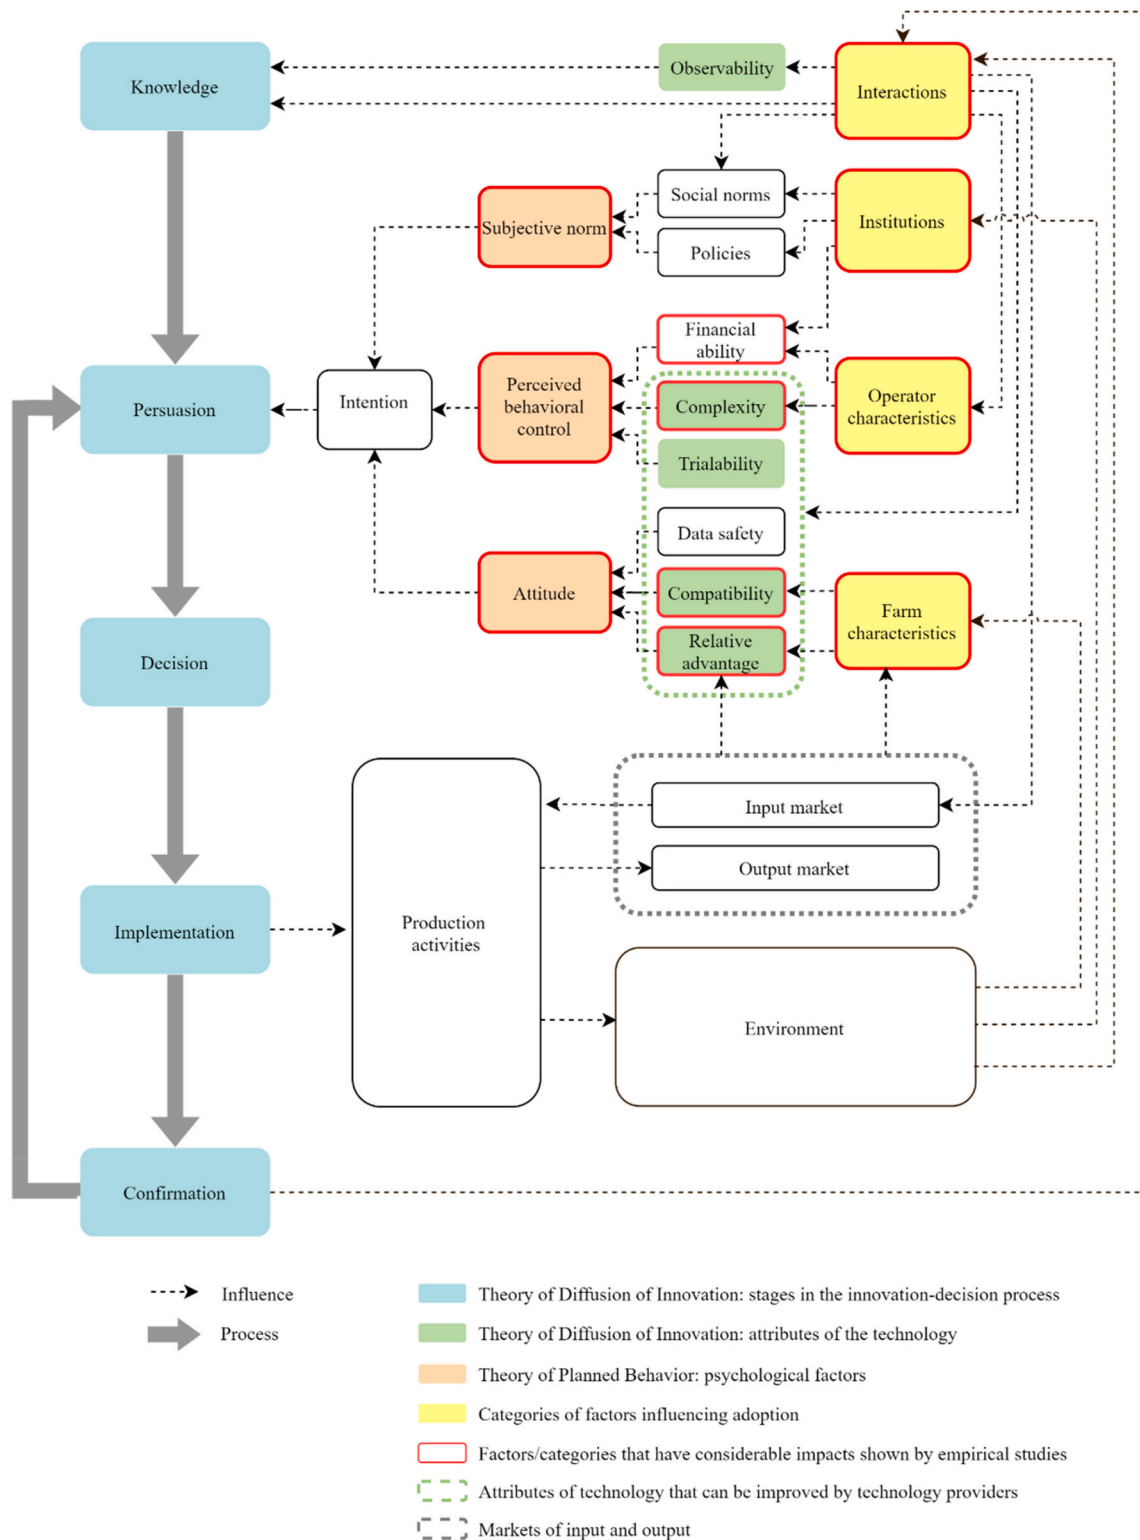 Knowledge
Observability
Interactions
Social norms
Institutions
Subjective norm
Policies
Financial
ability
Perceived
behavioral
control
Operator
characteristics
Persuasion
Intention
Complexity
Trialability
Data safety
Attitude
Compatibility
Farm
characteristics
Relative
advantage
Decision
Input market
Output market
Implementation
Production
activities
Environment
Confirmation
Influence
Process
Theory of Diffusion of Innovation: stages in the innovation-decision process
Theory of Diffusion of Innovation: attributes of the technology
Theory of Planned Behavior: psychological factors
Categories of factors influencing adoption
Factors/categories that have considerable impacts shown by empirical studies
Attributes of technology that can be improved by technology providers
Markets of input and output